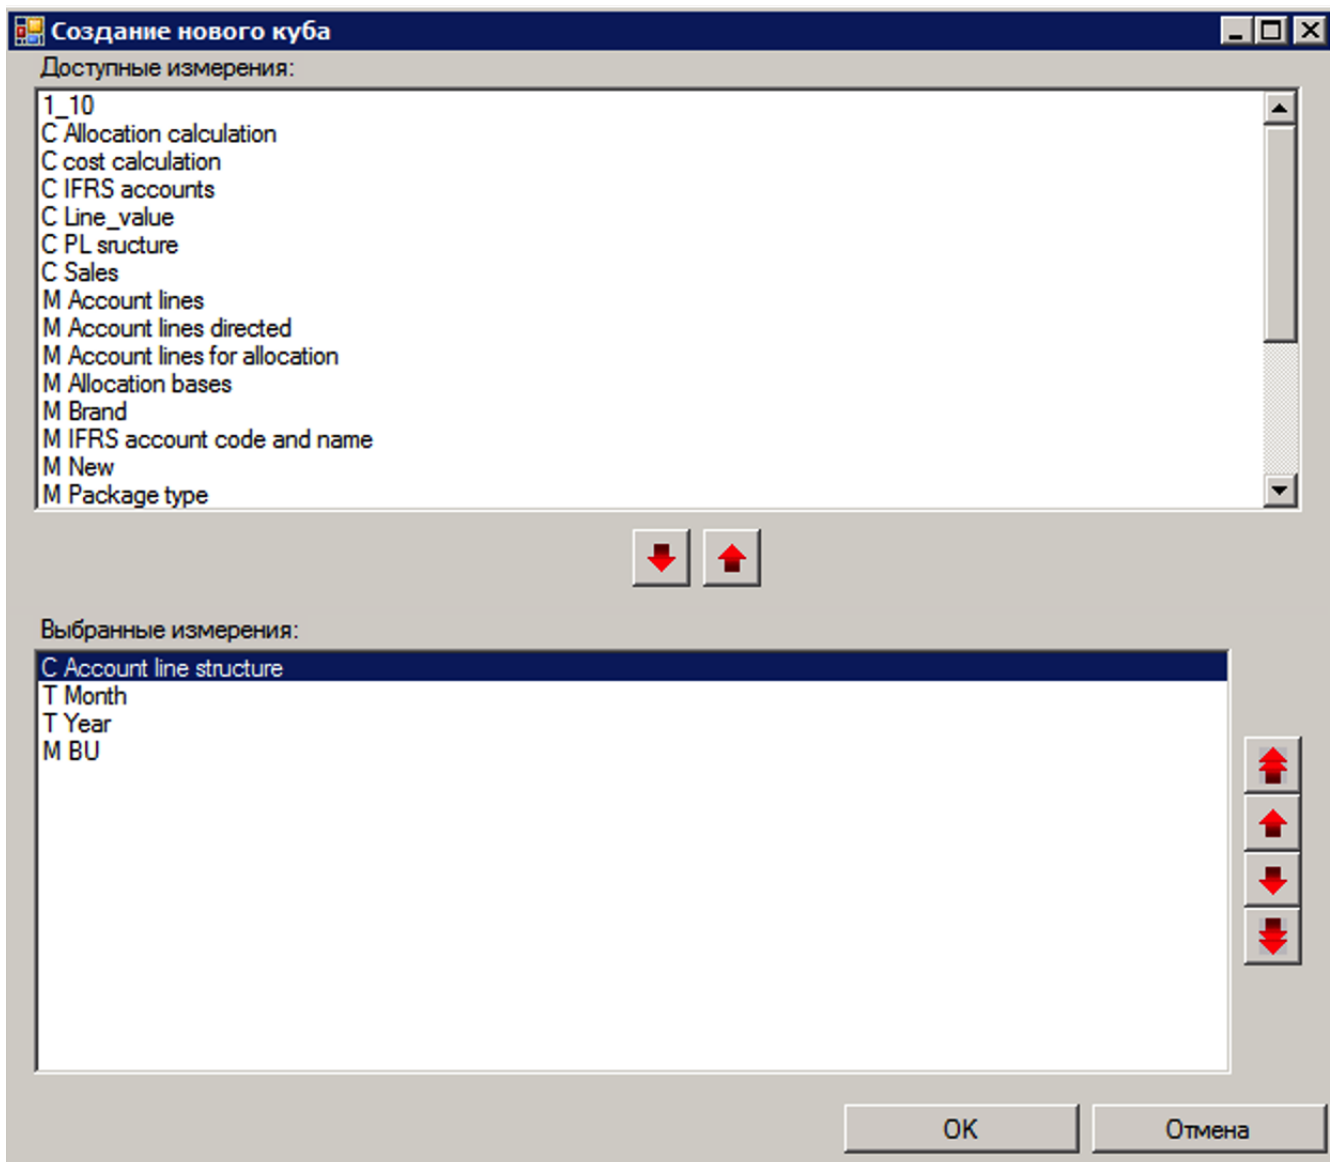 Создание нового куба
Доступные измерения:
1_10
C Allocation calculation
C cost calculation
C IFRS accounts
C Line_value
C PL sructure
C Sales
M Account lines
M Account lines directed
M Account lines for allocation
M Allocation bases
M Brand
M IFRS account code and name
M New
M Package type
Выбранные измерения:
C Account line structure
T Month
T Year
M BU
OK
Отмена